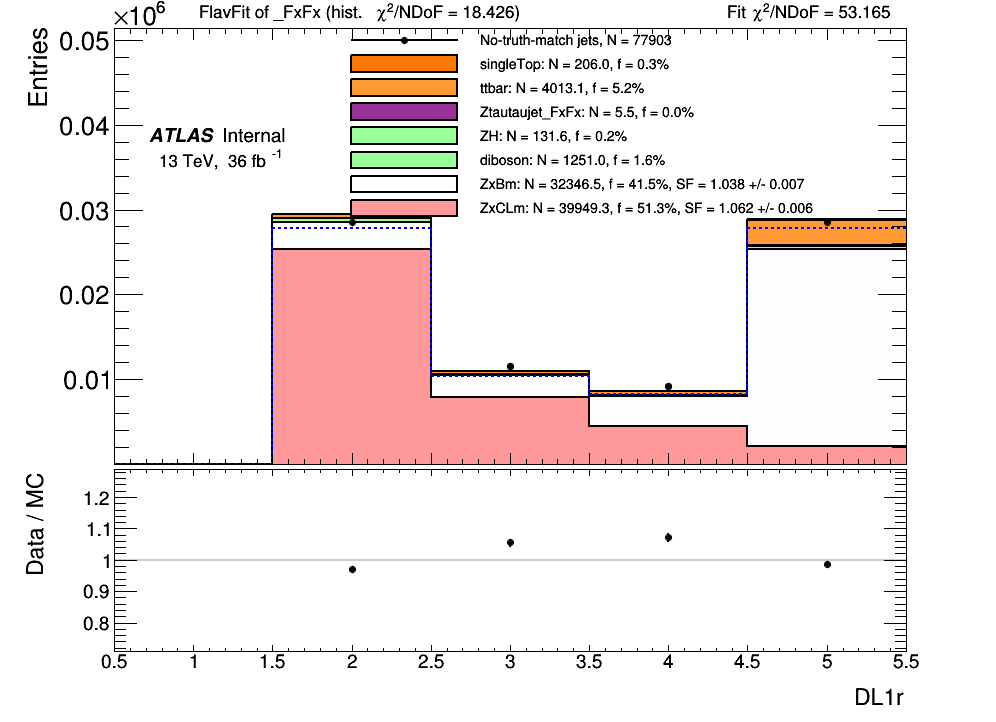 ×10^6 FlavFit of _FxFx (hist. χ²/NDoF = 18.426) Fit χ²/NDoF = 53.165
Entries
0.05
0.04
0.03
0.02
0.01
No-truth-match jets, N = 77903
singleTop: N = 206.0, f = 0.3%
ttbar: N = 4013.1, f = 5.2%
Ztautaujet_FxFx: N = 5.5, f = 0.0%
ZH: N = 131.6, f = 0.2%
diboson: N = 1251.0, f = 1.6%
ZxBm: N = 32346.5, f = 41.5%, SF = 1.038 +/- 0.007
ZxCLm: N = 39949.3, f = 51.3%, SF = 1.062 +/- 0.006
ATLAS Internal
13 TeV, 36 fb⁻¹
Data / MC
1.2
1.1
1
0.9
0.8
0.5 1 1.5 2 2.5 3 3.5 4 4.5 5 5.5
DL1r